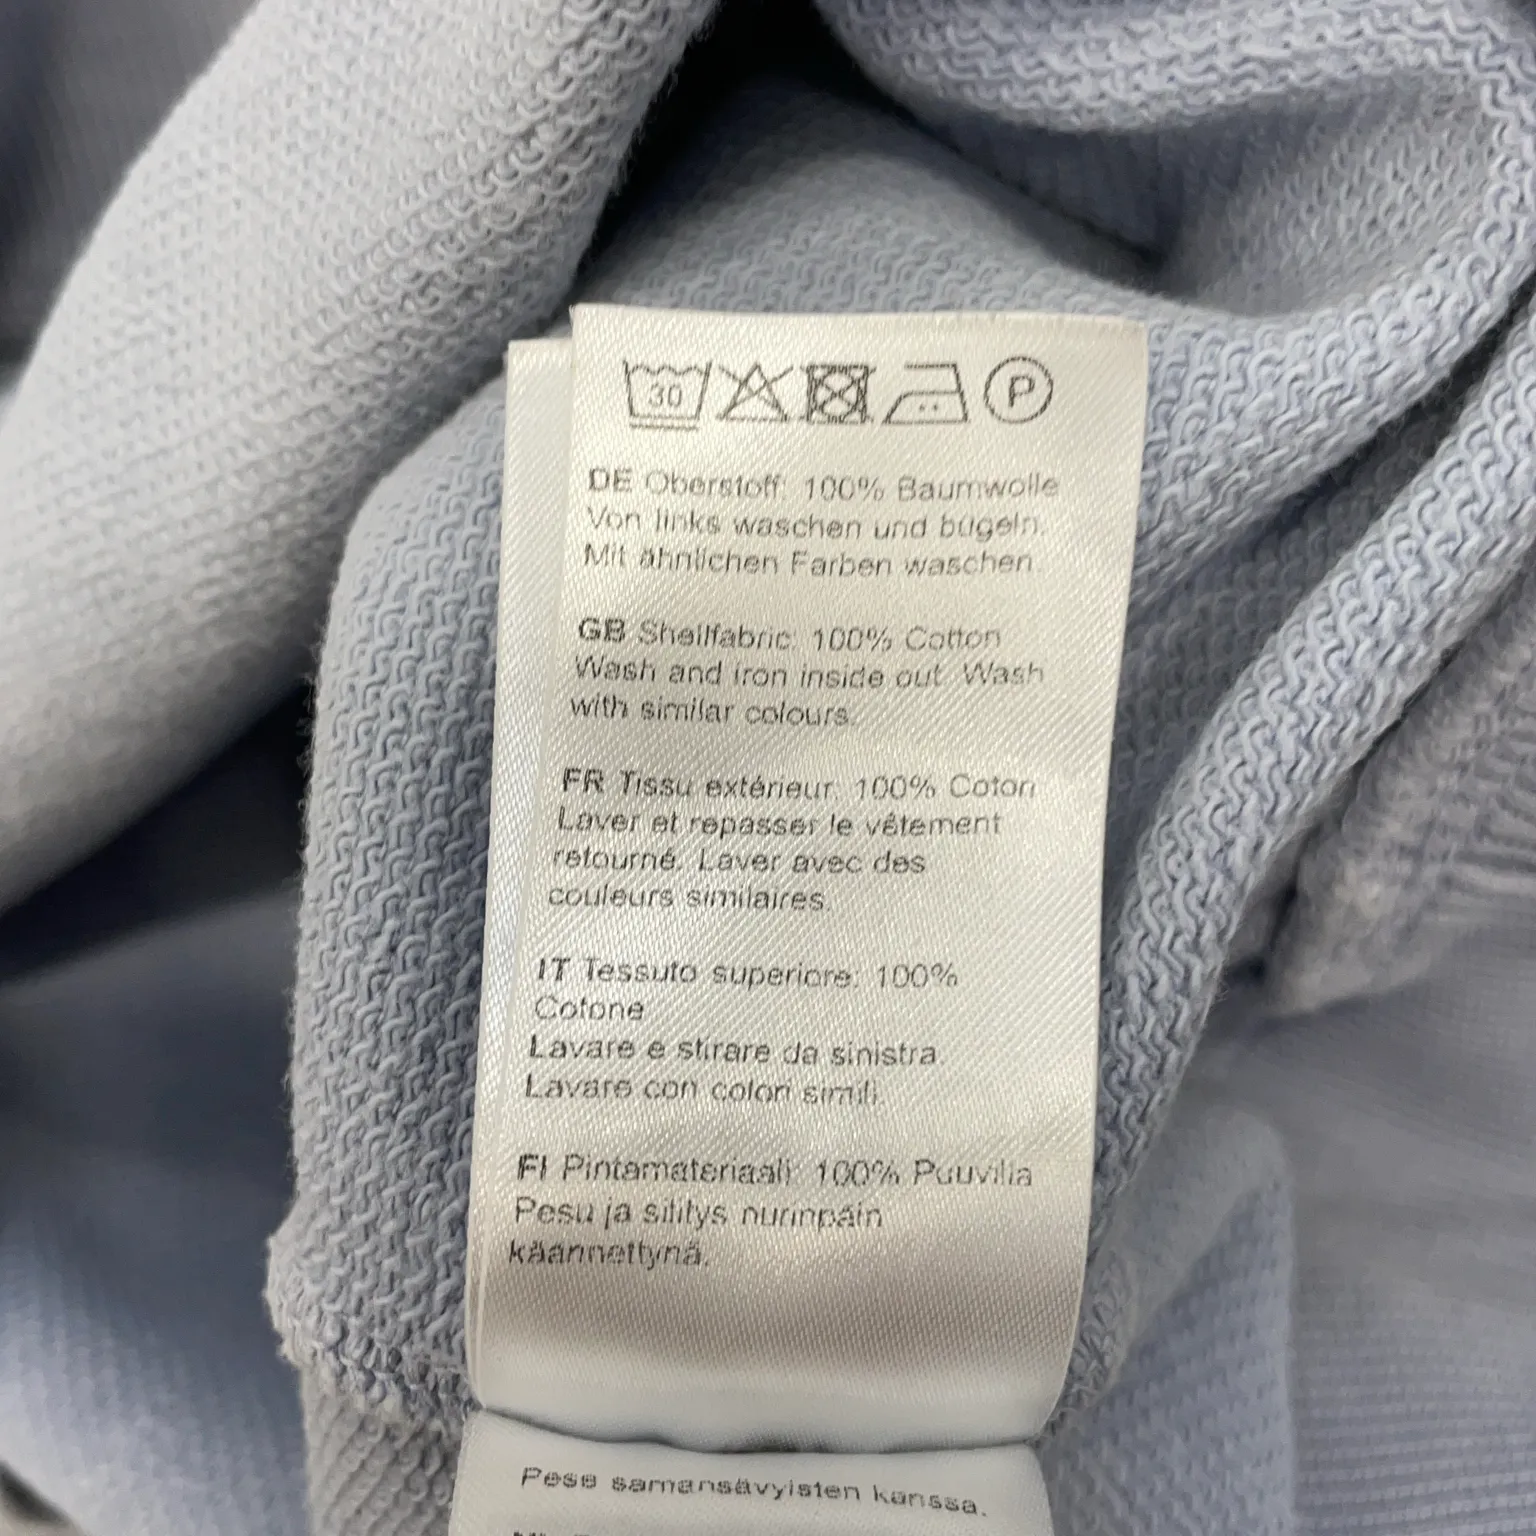 30 P
DE Oberstoff: 100% Baumwolle
Von links waschen und bügeln.
Mit ähnlichen Farben waschen.
GB Shellfabric: 100% Cotton
Wash and iron inside out. Wash
with similar colours.
FR Tissu extérieur: 100% Coton
Laver et repasser le vêtement
retourné. Laver avec des
couleurs similaires.
IT Tessuto superiore: 100%
Cotone
Lavare e stirare da sinistra.
Lavare con colori simili.
FI Pintamateriaali: 100% Puuvilla
Pesu ja silitys nurinpäin
käännettynä.
Pese samansävyisten kanssa.